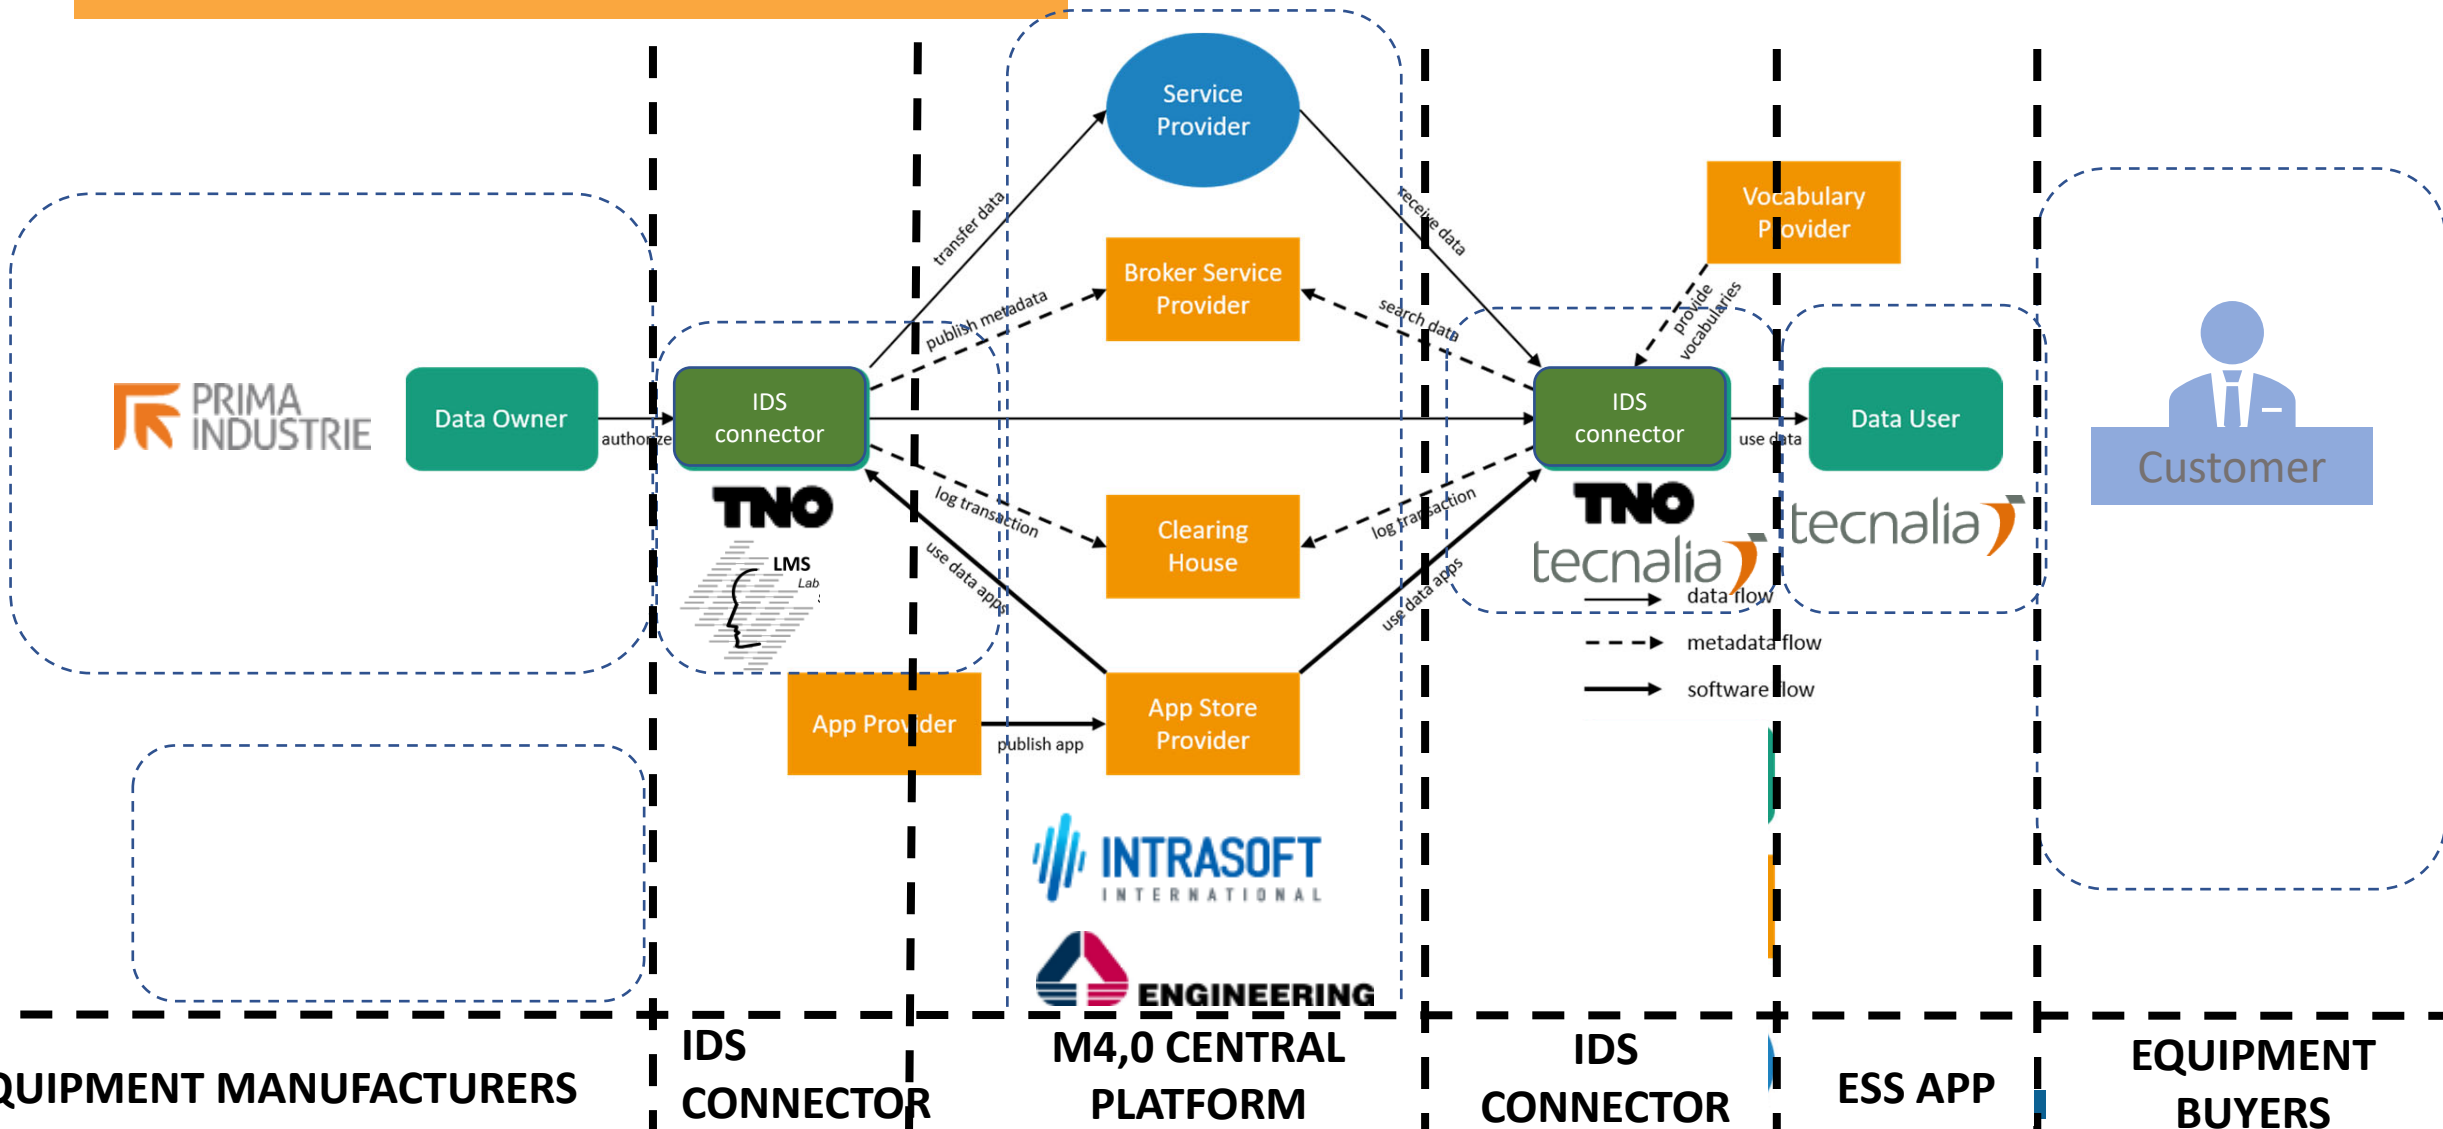 Service
Provider
transfer data
receive data
Vocabulary
Provider
Broker Service
Provider
publish metadata
search data
provide
vocabularies
PRIMA
INDUSTRIE
Data Owner
authorize
IDS
connector
IDS
connector
use data
Data User
Customer
TNO
LMS
Lab
log transaction
Clearing
House
log transaction
TNO
tecnalia
tecnalia
use data apps
use data apps
data flow
metadata flow
software flow
App Provider
publish app
App Store
Provider
INTRASOFT
INTERNATIONAL
ENGINEERING
QUIPMENT MANUFACTURERS
IDS
CONNECTOR
M4,0 CENTRAL
PLATFORM
IDS
CONNECTOR
ESS APP
EQUIPMENT
BUYERS